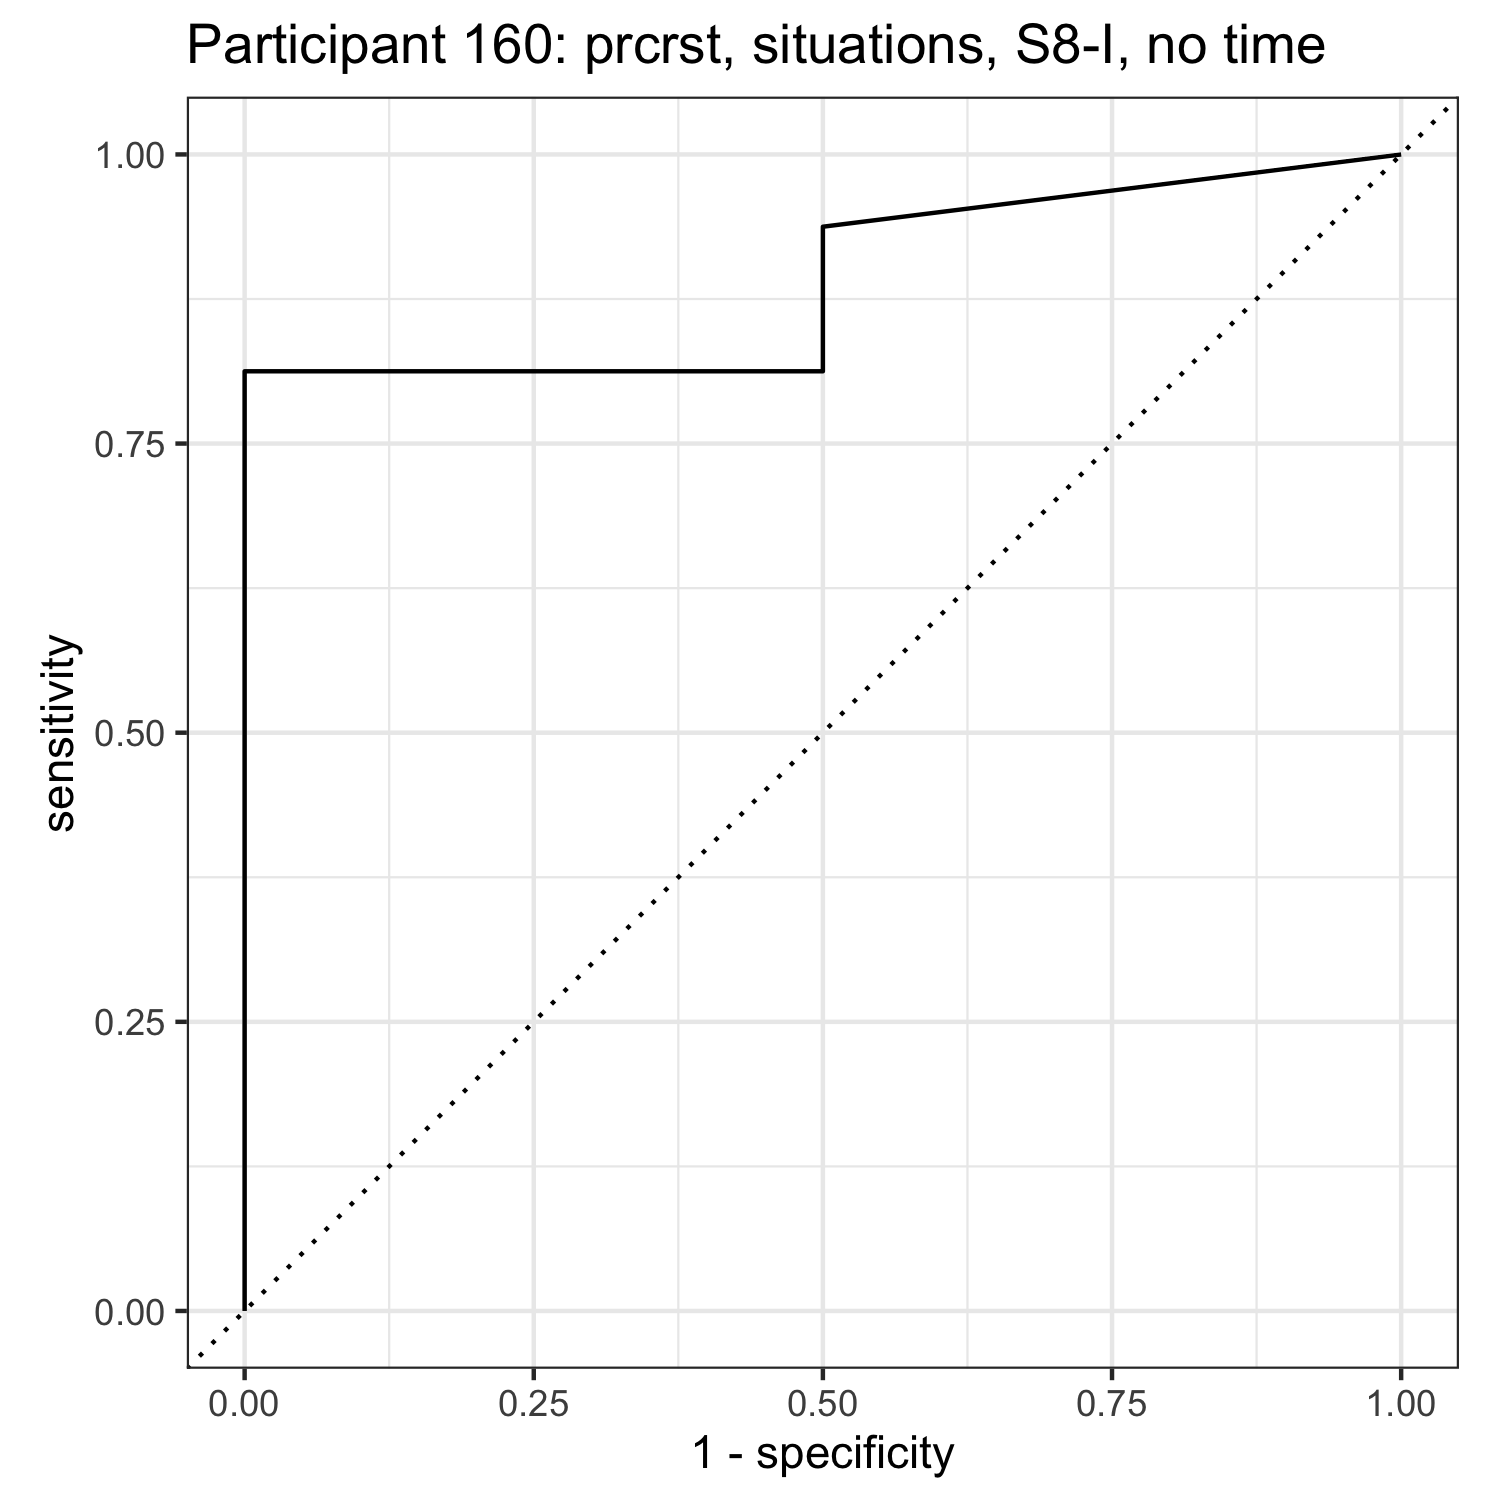 Participant 160: prcrst, situations, S8-I, no time
sensitivity
1.00
0.75
0.50
0.25
0.00
0.00 0.25 0.50 0.75 1.00
1 - specificity